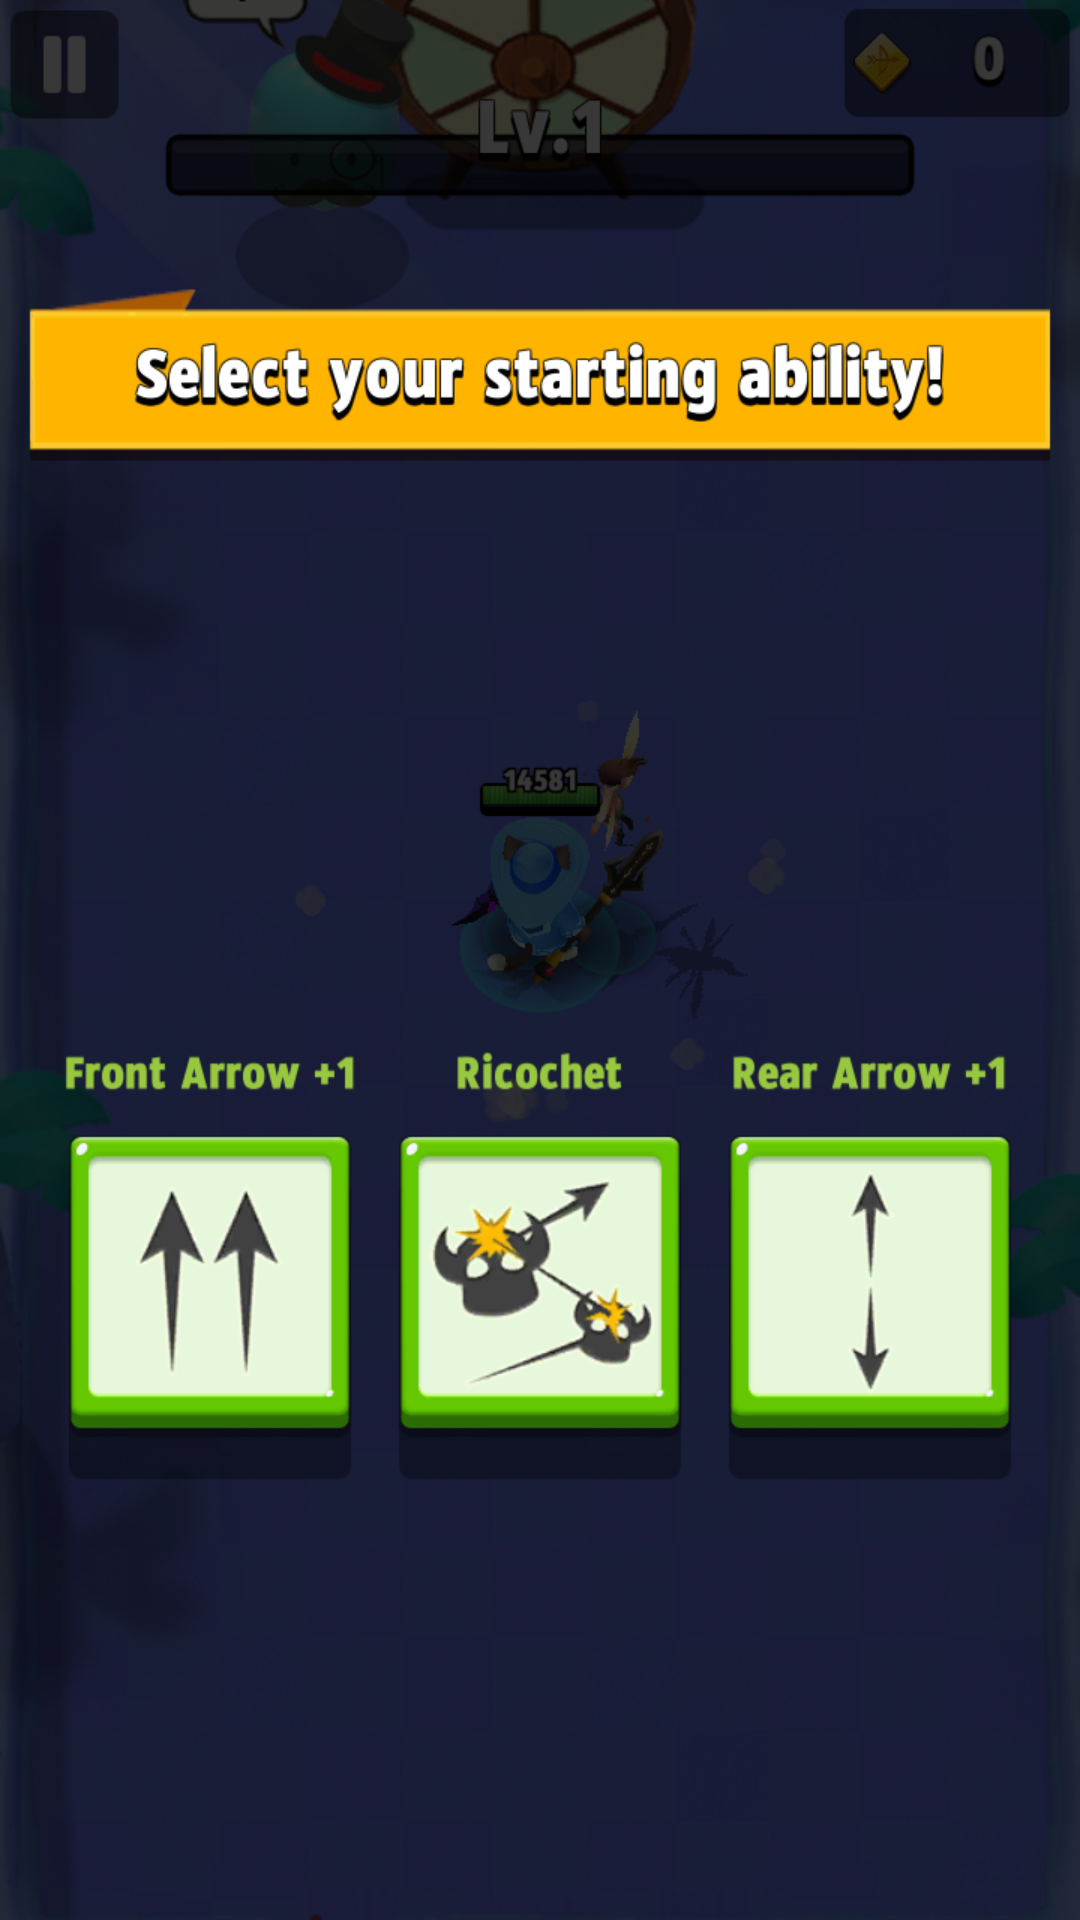 0
Lv.1
Select your starting ability!
14581
Front Arrow +1
Ricochet
Rear Arrow +1